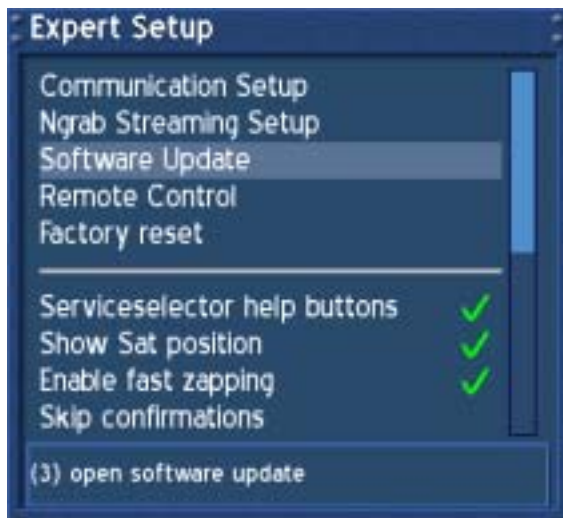 Expert Setup
Communication Setup
Ngrab Streaming Setup
Software Update
Remote Control
Factory reset
Serviceselector help buttons
Show Sat position
Enable fast zapping
Skip confirmations
(3) open software update